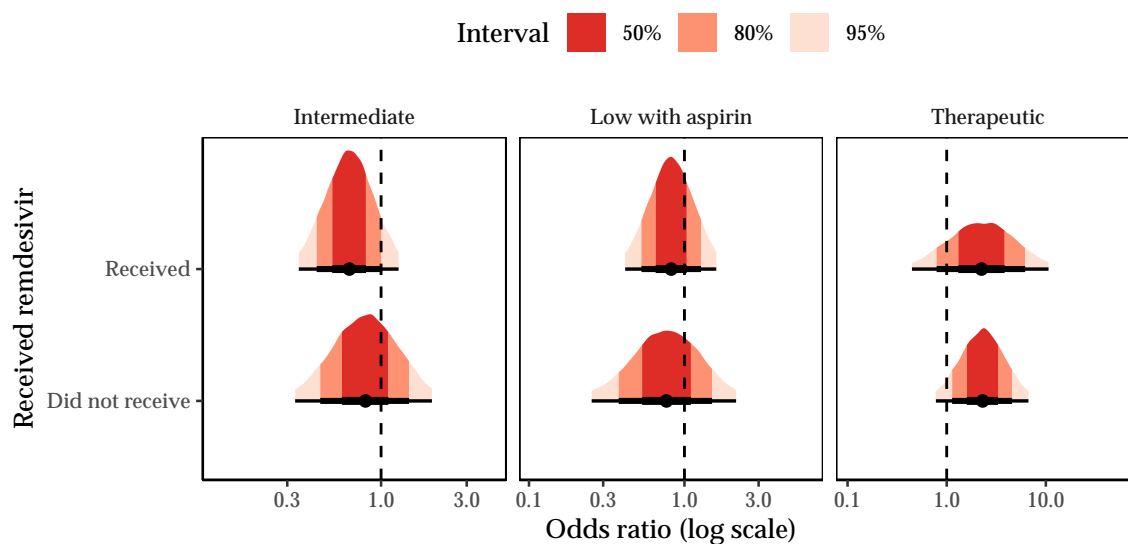 Interval 50% 80% 95%
Intermediate Low with aspirin Therapeutic
Received remdesivir
Received
Did not receive
0.3 1.0 3.0 0.1 0.3 1.0 3.0 0.1 1.0 10.0
Odds ratio (log scale)